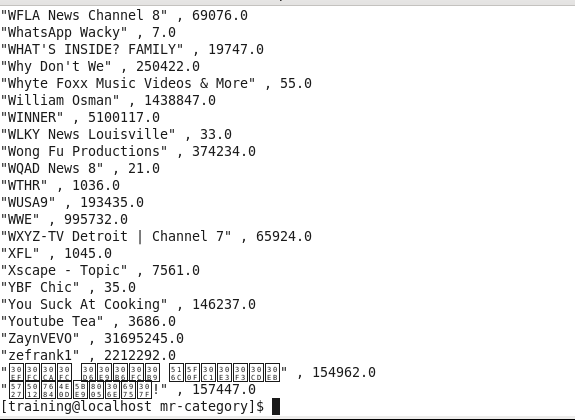 "WFLA News Channel 8" , 69076.0
"WhatsApp Wacky" , 7.0
"WHAT'S INSIDE? FAMILY" , 19747.0
"Why Don't We" , 250422.0
"Whyte Foxx Music Videos & More" , 55.0
"William Osman" , 1438847.0
"WINNER" , 5100117.0
"WLKY News Louisville" , 33.0
"Wong Fu Productions" , 374234.0
"WQAD News 8" , 21.0
"WTHR" , 1036.0
"WUSA9" , 193435.0
"WWE" , 995732.0
"WXYZ-TV Detroit | Channel 7" , 65924.0
"XFL" , 1045.0
"Xscape - Topic" , 7561.0
"YBF Chic" , 35.0
"You Suck At Cooking" , 146237.0
"Youtube Tea" , 3686.0
"ZaynVEVO" , 31695245.0
"zefrank1" , 2212292.0
" " , 154962.0
"!" , 157447.0
[training@localhost mr-category]$